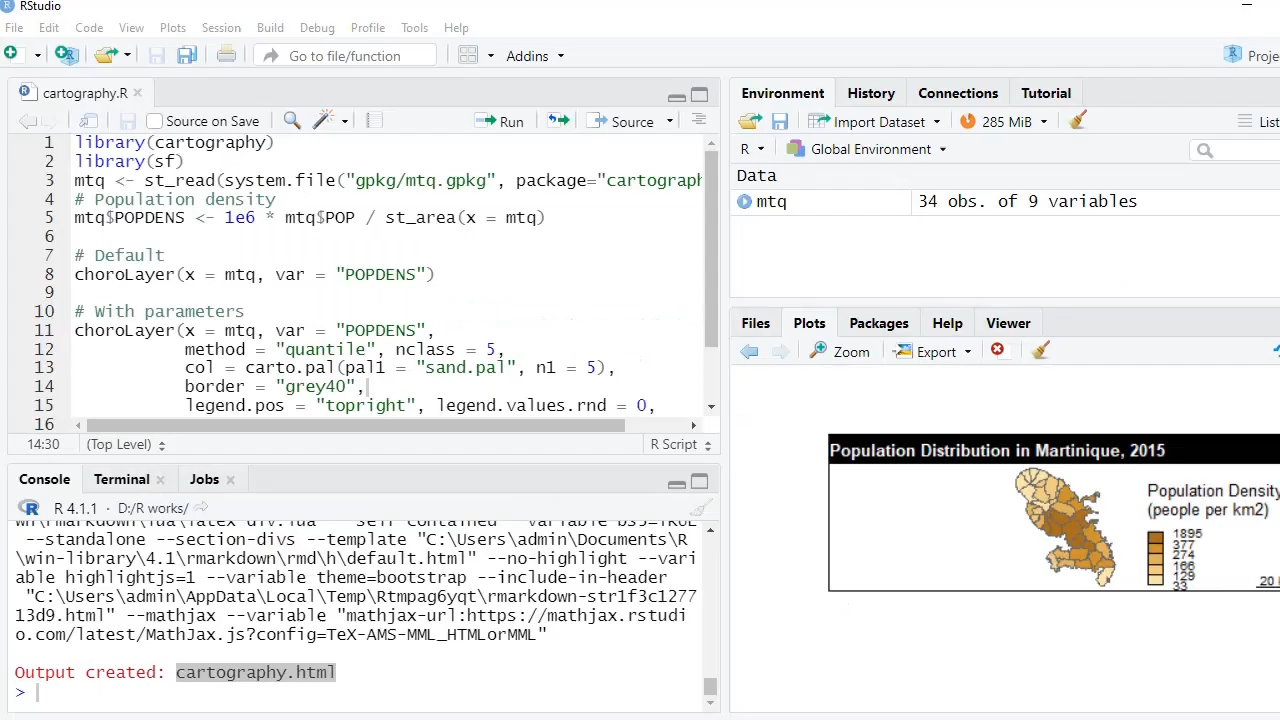 RStudio
File Edit Code View Plots Session Build Debug Profile Tools Help
Go to file/function Addins Proje
cartography.R
Source on Save Run Source
1 library(cartography)
2 library(sf)
3 mtq <- st_read(system.file("gpkg/mtq.gpkg", package="cartograph
4 # Population density
5 mtq$POPDENS <- 1e6 * mtq$POP / st_area(x = mtq)
6
7 # Default
8 choroLayer(x = mtq, var = "POPDENS")
9
10 # With parameters
11 choroLayer(x = mtq, var = "POPDENS",
12 method = "quantile", nclass = 5,
13 col = carto.pal(pal1 = "sand.pal", n1 = 5),
14 border = "grey40",
15 legend.pos = "topright", legend.values.rnd = 0,
16
14:30 (Top Level) R Script
Console Terminal Jobs
R 4.1.1 · D:/R works/
--standalone --section-divs --template "C:\Users\admin\Documents\R
\win-library\4.1\rmarkdown\rmd\h\default.html" --no-highlight --vari
able highlightjs=1 --variable theme=bootstrap --include-in-header
"C:\Users\admin\AppData\Local\Temp\Rtmpag6yqt\rmarkdown-str1f3c1277
13d9.html" --mathjax --variable "mathjax-url:https://mathjax.rstudi
o.com/latest/MathJax.js?config=TeX-AMS-MML_HTMLorMML"
Output created: cartography.html
>
Environment History Connections Tutorial
Import Dataset 285 MiB List
R Global Environment
Data
mtq 34 obs. of 9 variables
Files Plots Packages Help Viewer
Zoom Export
Population Distribution in Martinique, 2015
Population Density
(people per km2)
1895
377
274
166
129
33
20